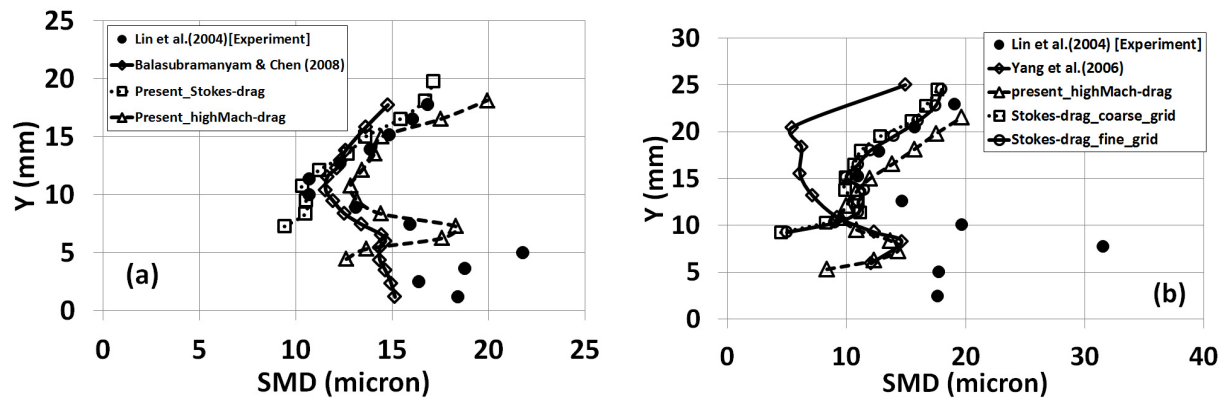 25
20
15
10
5
0
Y (mm)
Lin et al.(2004)[Experiment]
Balasubramanyam & Chen (2008)
Present_Stokes-drag
Present_highMach-drag
(a)
0 5 10 15 20 25
SMD (micron)
30
25
20
15
10
5
0
Y (mm)
Lin et al.(2004) [Experiment]
Yang et al.(2006)
present_highMach-drag
Stokes-drag_coarse_grid
Stokes-drag_fine_grid
(b)
0 10 20 30 40
SMD (micron)